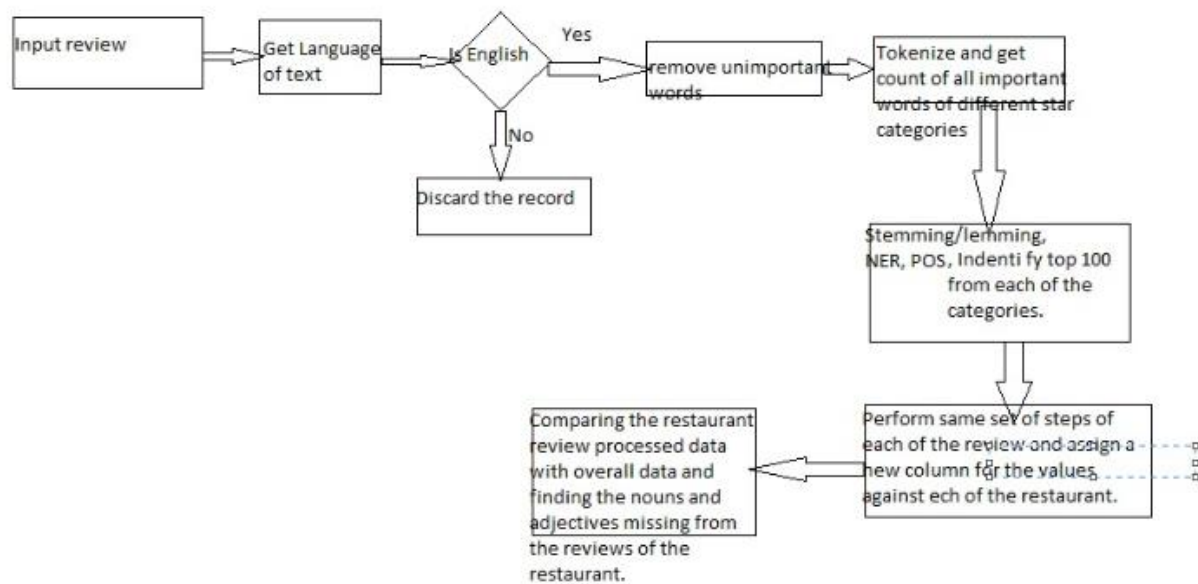 Input review
Get Language
of text
Is English
Yes
No
Discard the record
remove unimportant
words
Tokenize and get
count of all important
words of different star
categories
Stemming/lemming,
NER, POS, Indenti fy top 100
from each of the
categories.
Perform same set of steps of
each of the review and assign a
new column for the values
against ech of the restaurant.
Comparing the restaurant
review processed data
with overall data and
finding the nouns and
adjectives missing from
the reviews of the
restaurant.